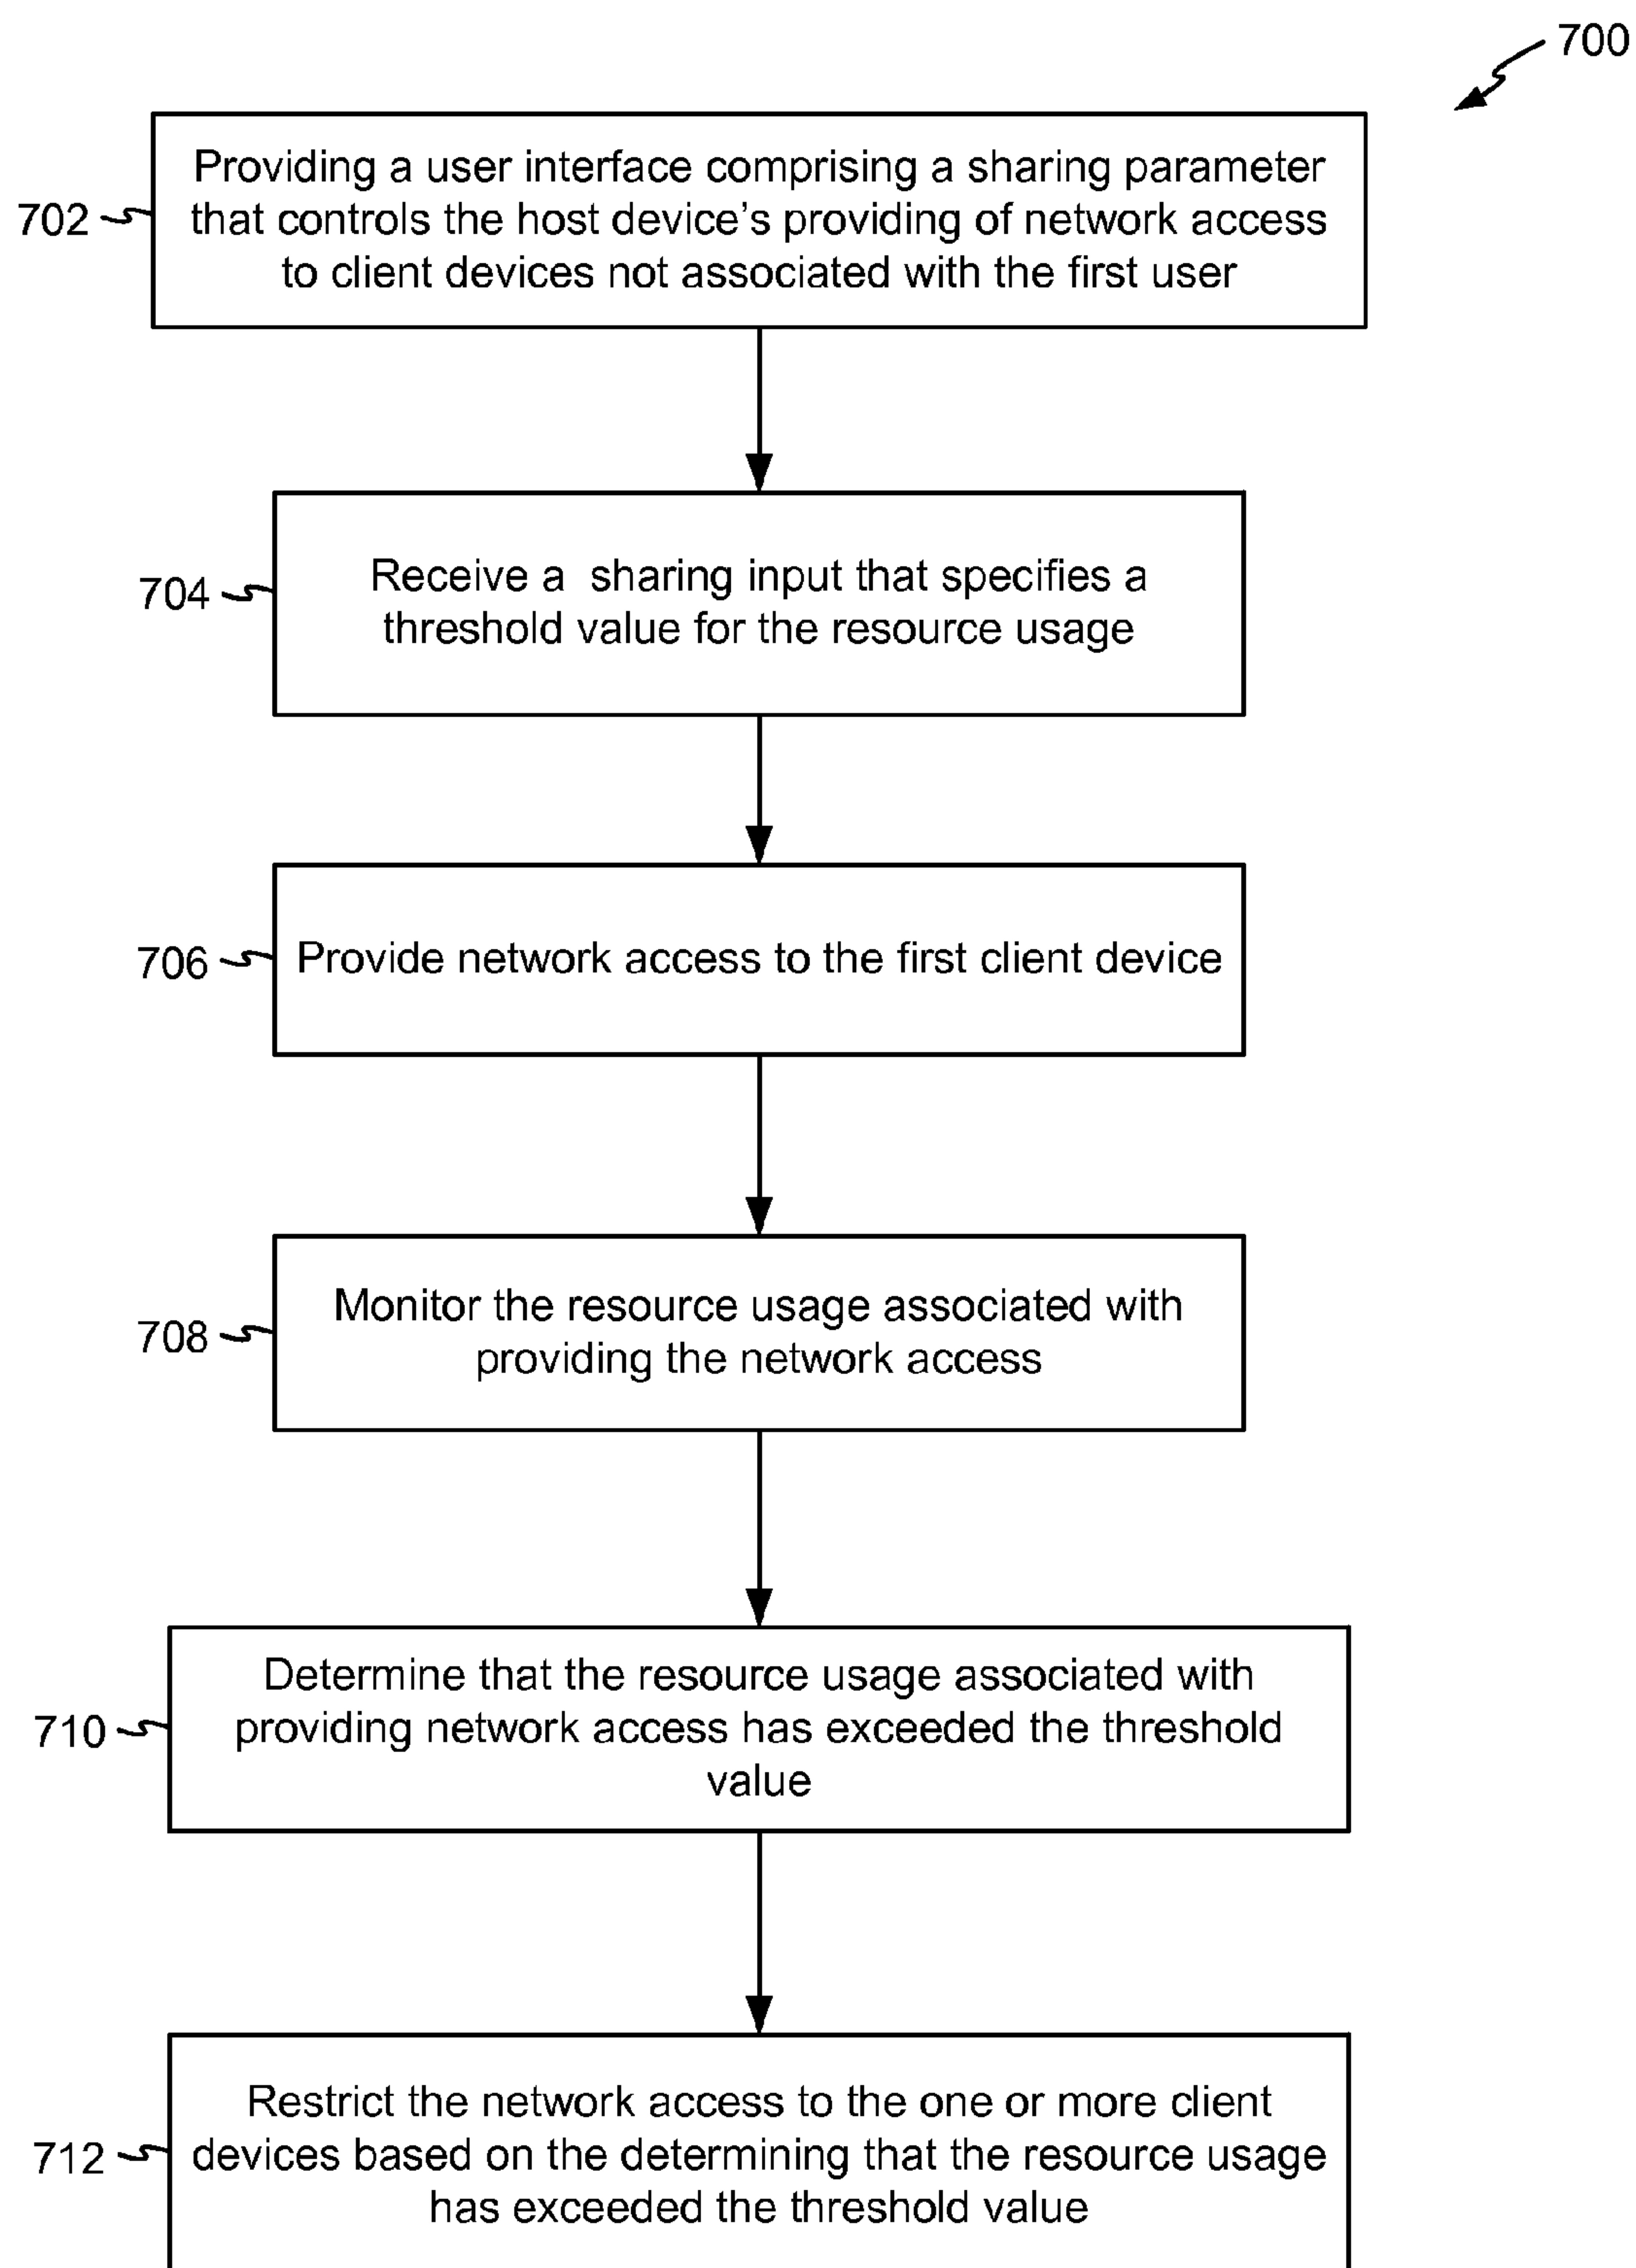 700
702
Providing a user interface comprising a sharing parameter
that controls the host device's providing of network access
to client devices not associated with the first user
704
Receive a sharing input that specifies a
threshold value for the resource usage
706
Provide network access to the first client device
708
Monitor the resource usage associated with
providing the network access
710
Determine that the resource usage associated with
providing network access has exceeded the threshold
value
712
Restrict the network access to the one or more client
devices based on the determining that the resource usage
has exceeded the threshold value